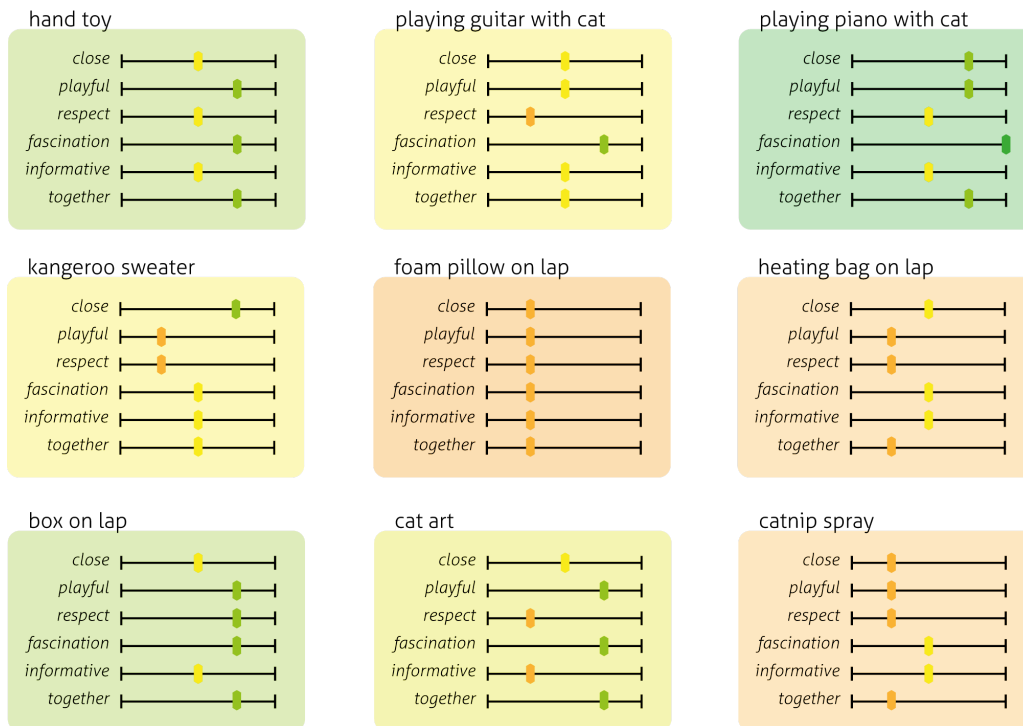 hand toy
close
playful
respect
fascination
informative
together
playing guitar with cat
close
playful
respect
fascination
informative
together
playing piano with cat
close
playful
respect
fascination
informative
together
kangeroo sweater
close
playful
respect
fascination
informative
together
foam pillow on lap
close
playful
respect
fascination
informative
together
heating bag on lap
close
playful
respect
fascination
informative
together
box on lap
close
playful
respect
fascination
informative
together
cat art
close
playful
respect
fascination
informative
together
catnip spray
close
playful
respect
fascination
informative
together